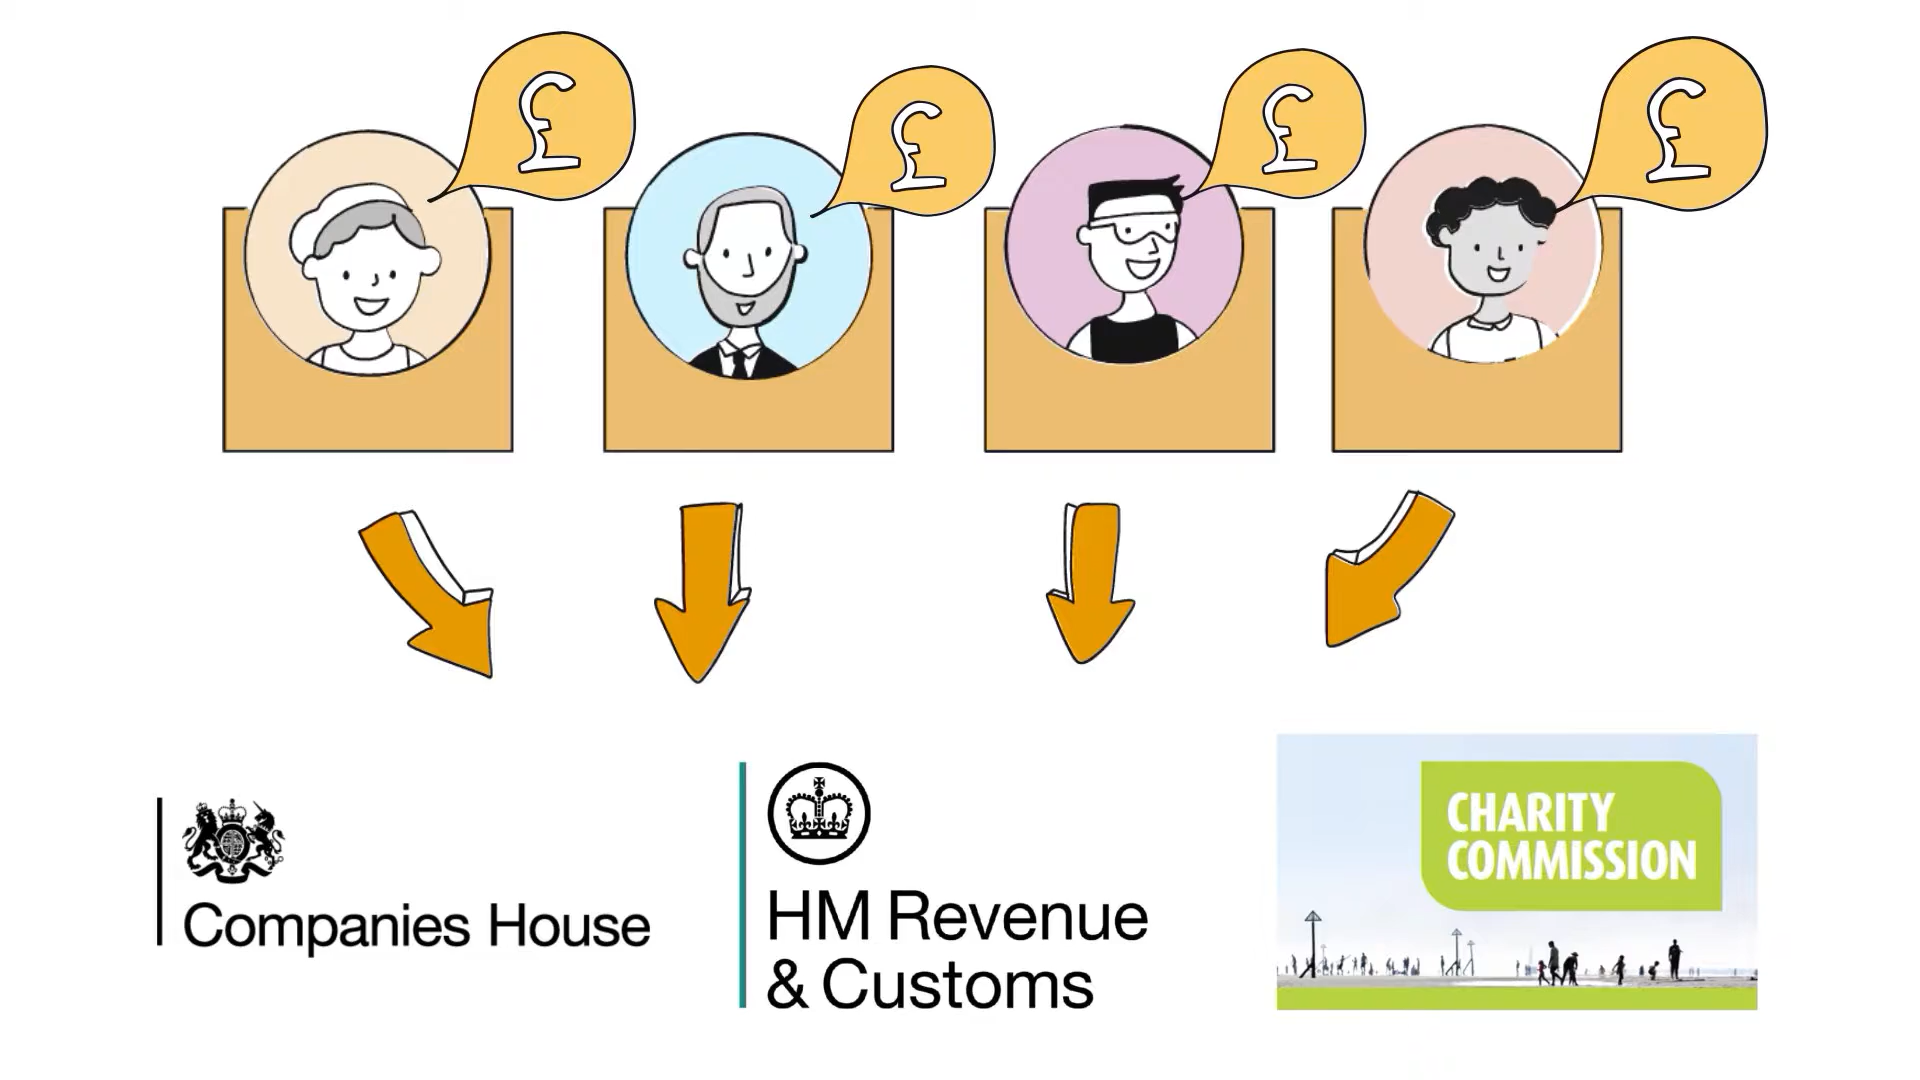 £
£
£
£
Companies House
HM Revenue
& Customs
CHARITY
COMMISSION